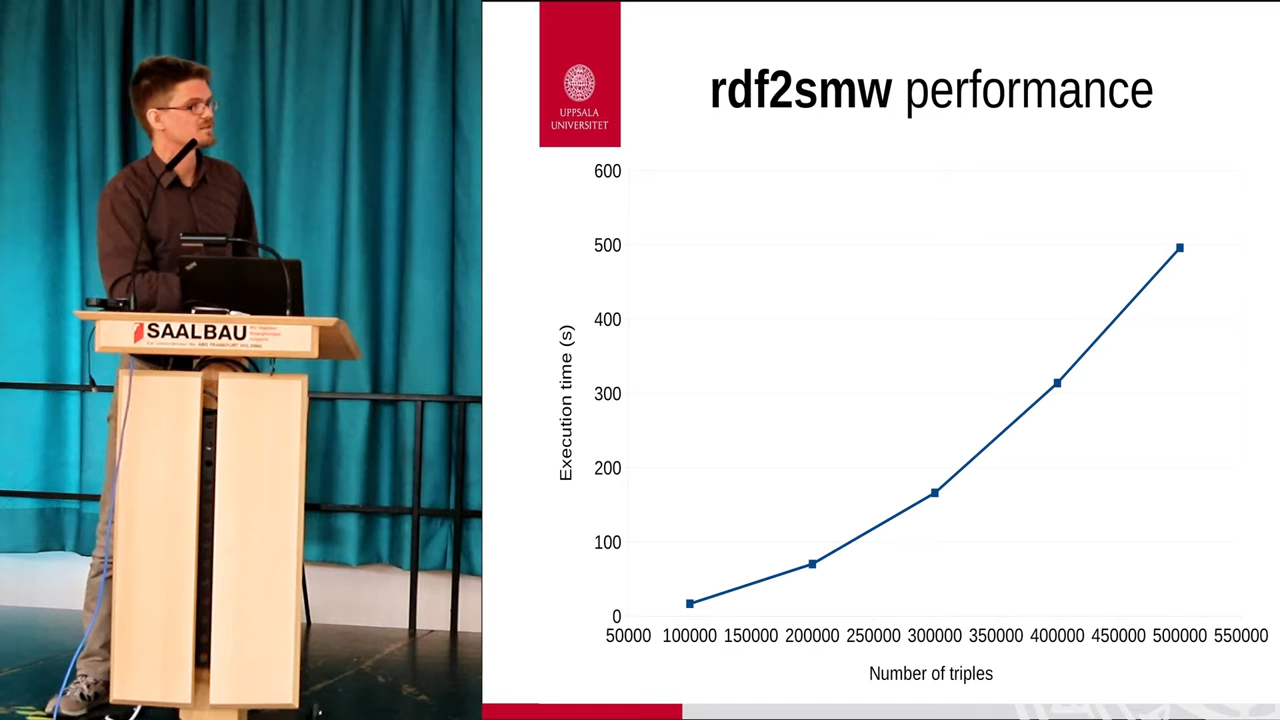 UPPSALA
UNIVERSITET
rdf2smw performance
600
500
400
300
200
100
0
Execution time (s)
50000 100000 150000 200000 250000 300000 350000 400000 450000 500000 550000
Number of triples
SAALBAU